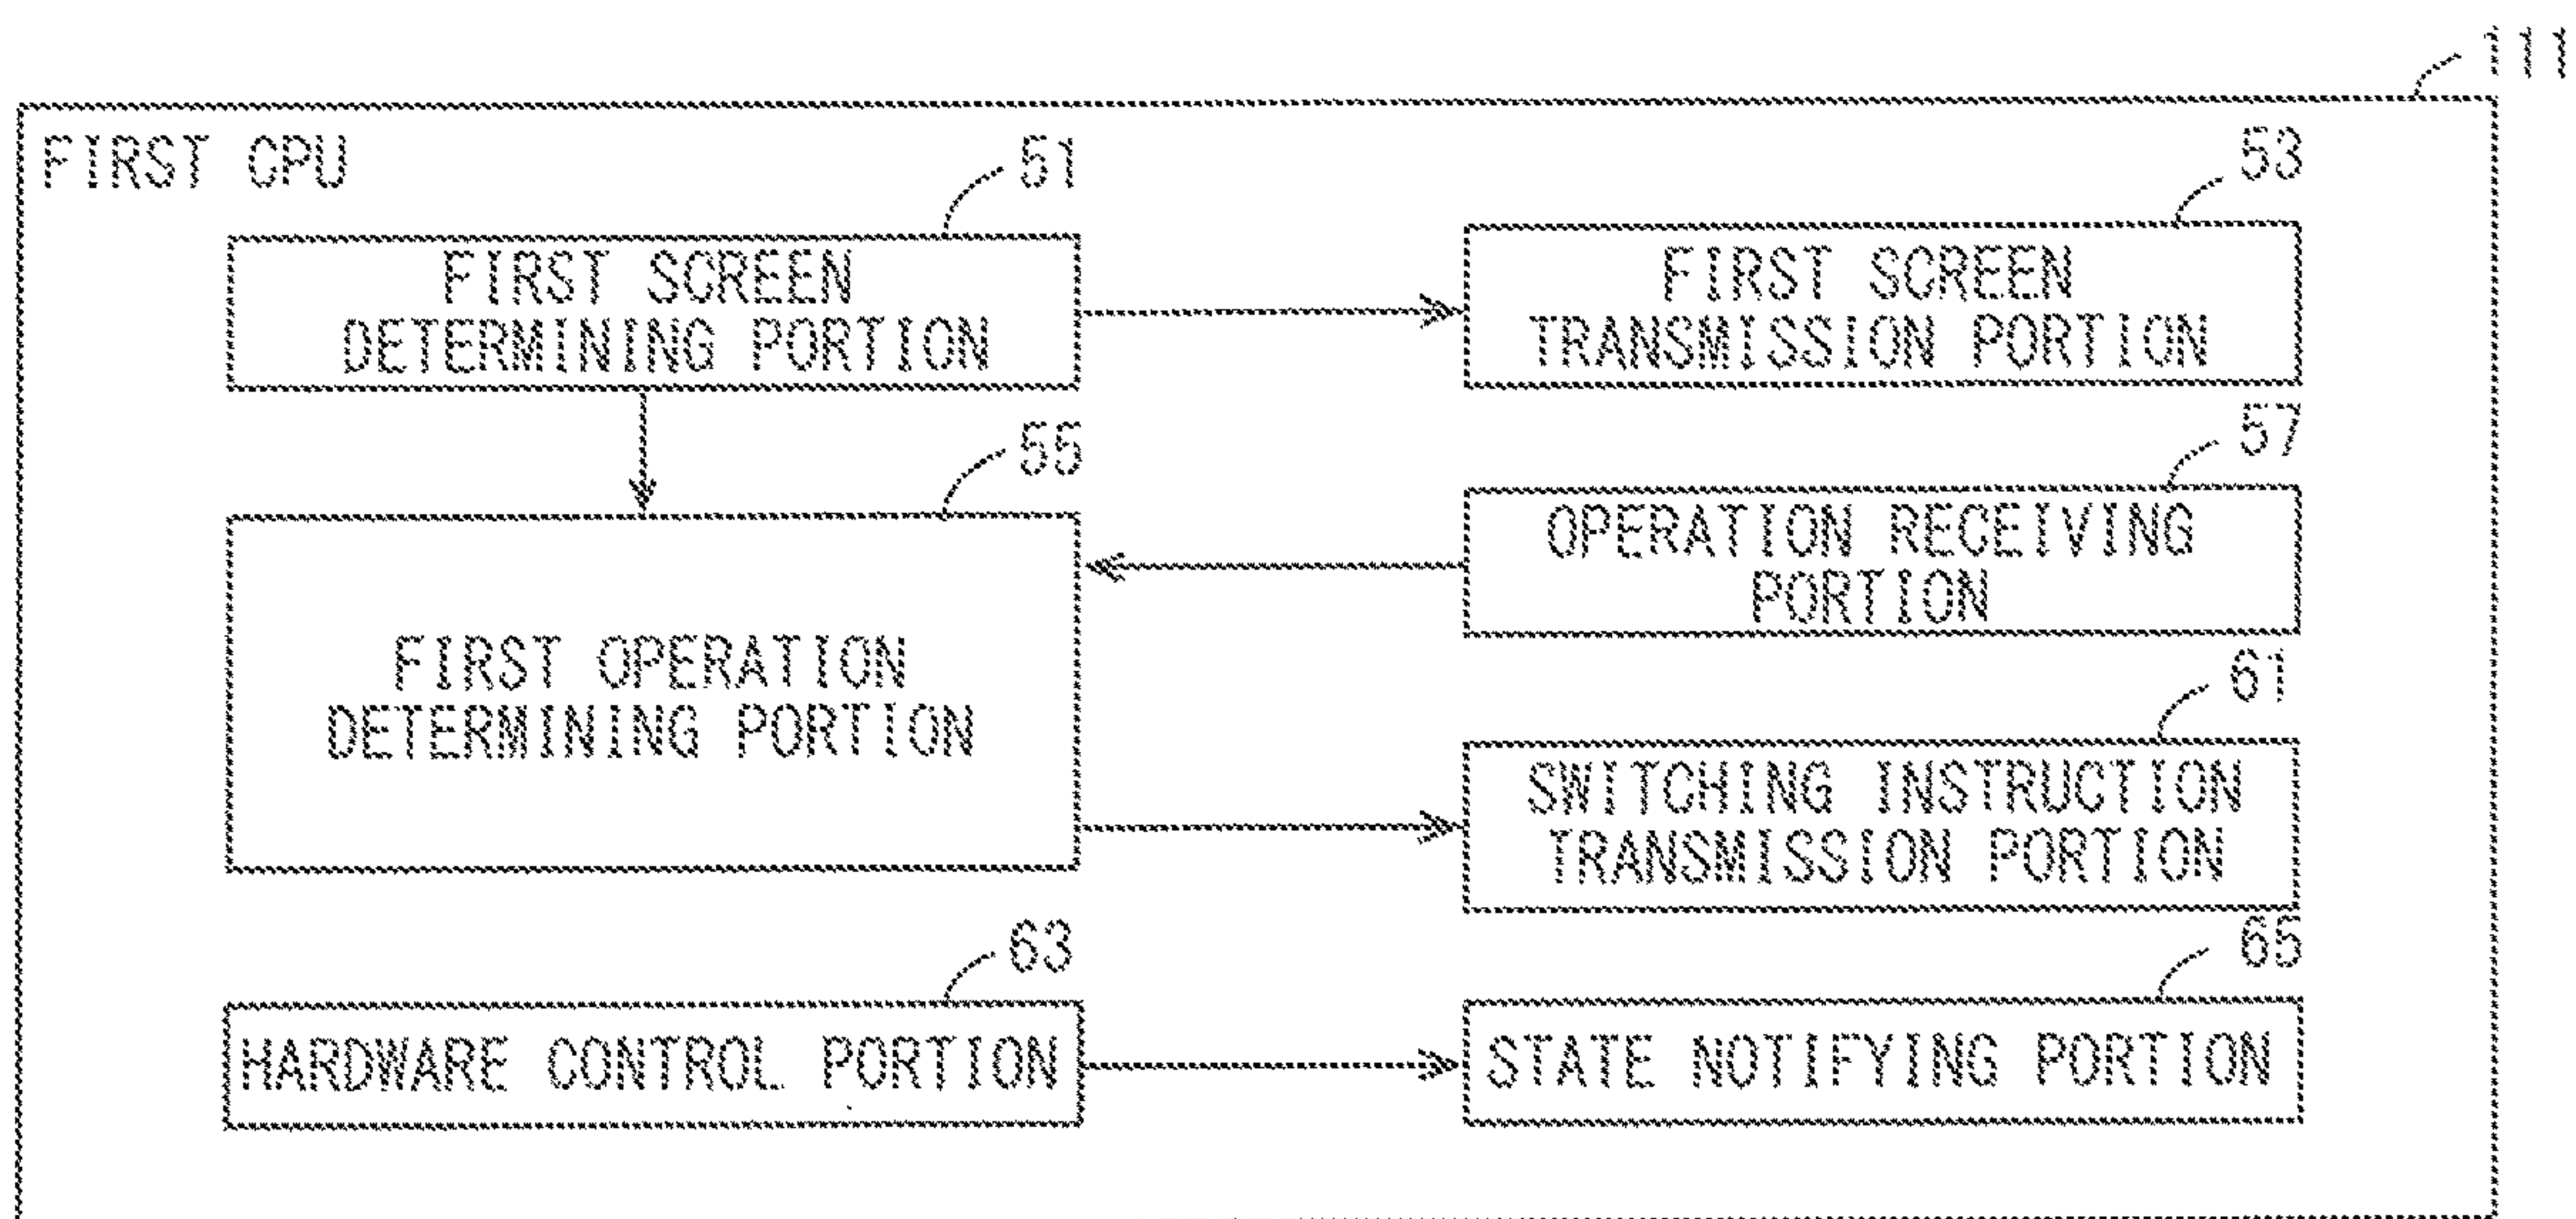 111
FIRST CPU
51
FIRST SCREEN
DETERMINING PORTION
53
FIRST SCREEN
TRANSMISSION PORTION
55
FIRST OPERATION
DETERMINING PORTION
57
OPERATION RECEIVING
PORTION
61
SWITCHING INSTRUCTION
TRANSMISSION PORTION
63
HARDWARE CONTROL PORTION
65
STATE NOTIFYING PORTION